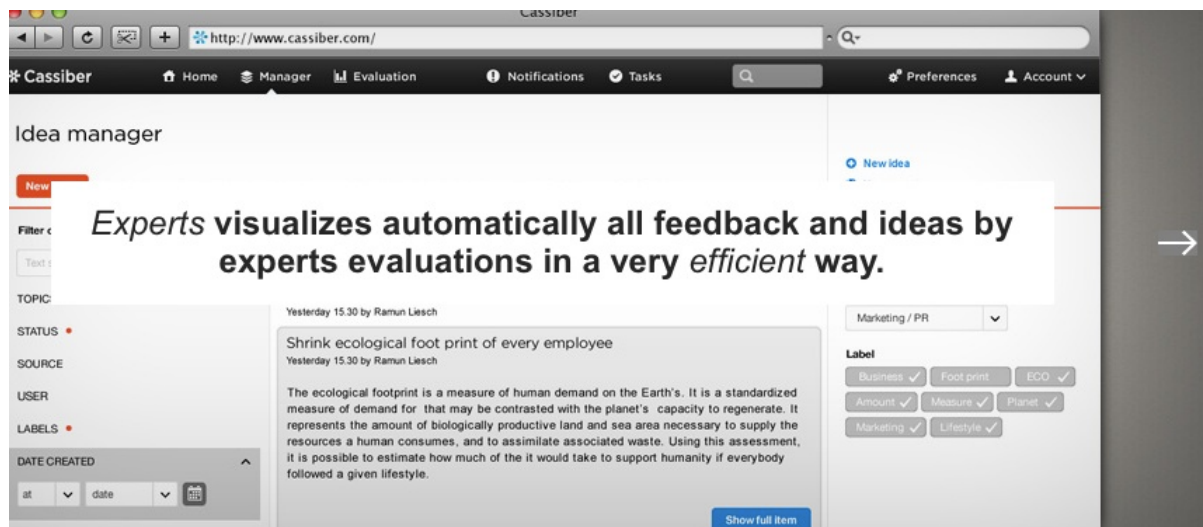 Cassiber
http://www.cassiber.com/
Cassiber Home Manager Evaluation Notifications Tasks Preferences Account
Idea manager
New idea
New
Experts visualizes automatically all feedback and ideas by
experts evaluations in a very efficient way.
Filter
Text
TOPIC
STATUS
SOURCE
USER
LABELS
DATE CREATED
at date
Yesterday 15.30 by Ramun Liesch
Shrink ecological foot print of every employee
Yesterday 15.30 by Ramun Liesch
The ecological footprint is a measure of human demand on the Earth's. It is a standardized
measure of demand for that may be contrasted with the planet's capacity to regenerate. It
represents the amount of biologically productive land and sea area necessary to supply the
resources a human consumes, and to assimilate associated waste. Using this assessment,
it is possible to estimate how much of the it would take to support humanity if everybody
followed a given lifestyle.
Show full item
Marketing / PR
Label
Business Foot print ECO
Amount Measure Planet
Marketing Lifestyle